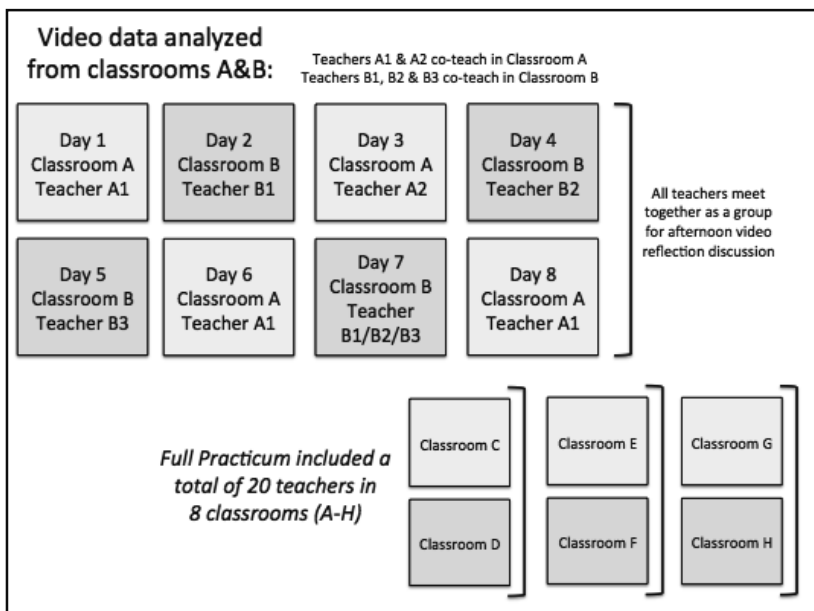 Video data analyzed
from classrooms A&B:
Teachers A1 & A2 co-teach in Classroom A
Teachers B1, B2 & B3 co-teach in Classroom B
Day 1
Classroom A
Teacher A1
Day 2
Classroom B
Teacher B1
Day 3
Classroom A
Teacher A2
Day 4
Classroom B
Teacher B2
All teachers meet
together as a group
for afternoon video
reflection discussion
Day 5
Classroom B
Teacher B3
Day 6
Classroom A
Teacher A1
Day 7
Classroom B
Teacher
B1/B2/B3
Day 8
Classroom A
Teacher A1
Full Practicum included a
total of 20 teachers in
8 classrooms (A-H)
Classroom C
Classroom E
Classroom G
Classroom D
Classroom F
Classroom H